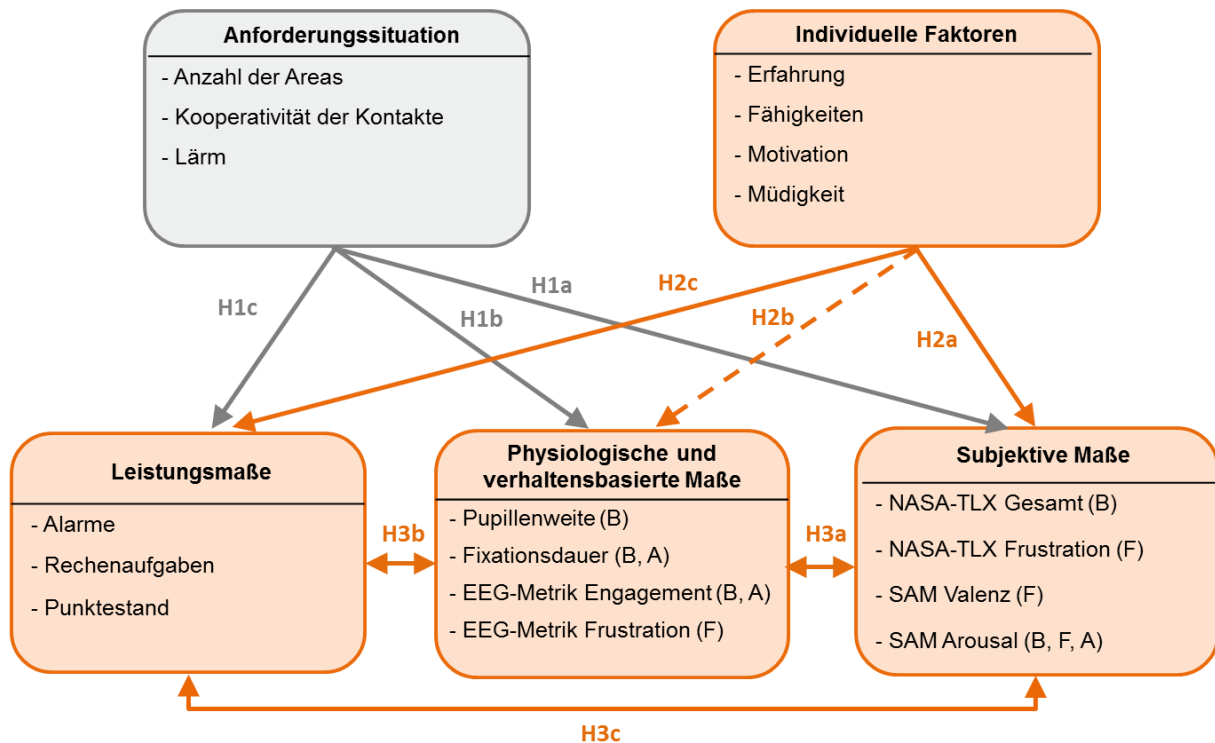 Anforderungssituation
- Anzahl der Areas
- Kooperativität der Kontakte
- Lärm
Individuelle Faktoren
- Erfahrung
- Fähigkeiten
- Motivation
- Müdigkeit
H1c
H1b
H1a
H2c
H2b
H2a
Leistungsmaße
- Alarme
- Rechenaufgaben
- Punktestand
H3b
Physiologische und
verhaltensbasierte Maße
- Pupillenweite (B)
- Fixationsdauer (B, A)
- EEG-Metrik Engagement (B, A)
- EEG-Metrik Frustration (F)
H3a
Subjektive Maße
- NASA-TLX Gesamt (B)
- NASA-TLX Frustration (F)
- SAM Valenz (F)
- SAM Arousal (B, F, A)
H3c